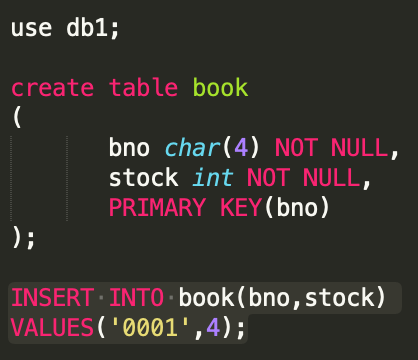 use db1;
create table book
(
bno char(4) NOT NULL,
stock int NOT NULL,
PRIMARY KEY(bno)
);
INSERT INTO book(bno,stock)
VALUES('0001',4);